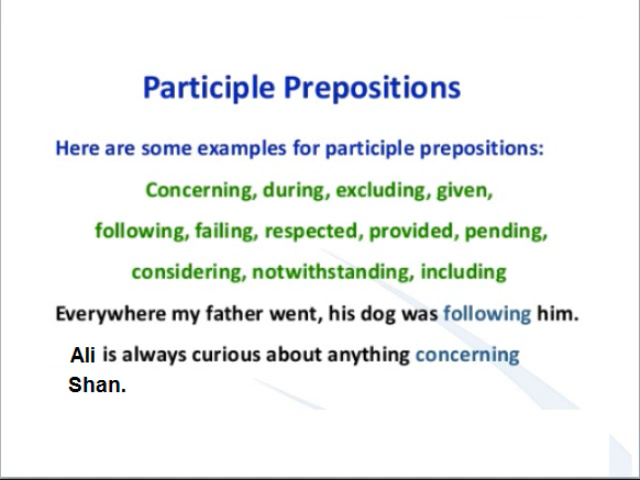 Participle Prepositions
Here are some examples for participle prepositions:
Concerning, during, excluding, given,
following, failing, respected, provided, pending,
considering, notwithstanding, including
Everywhere my father went, his dog was following him.
Ali is always curious about anything concerning
Shan.